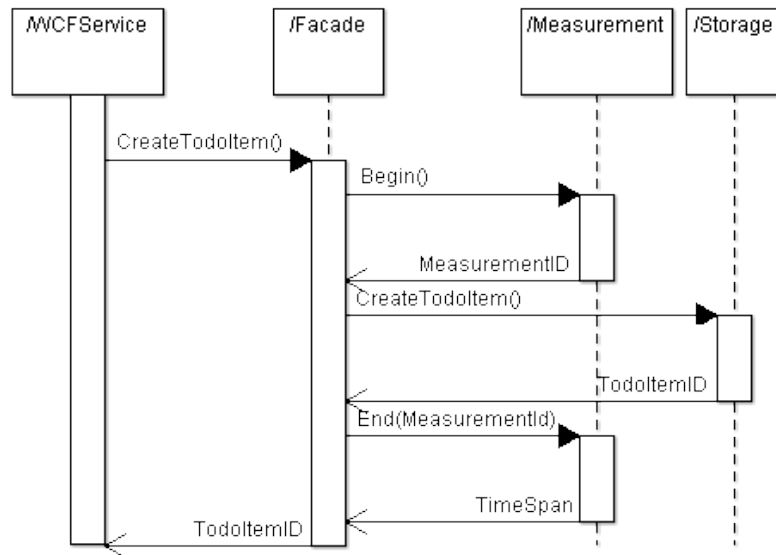 /WCFService
/Facade
/Measurement
/Storage
CreateTodoItem()
Begin()
MeasurementID
CreateTodoItem()
TodoItemID
End(MeasurementId)
TimeSpan
TodoItemID